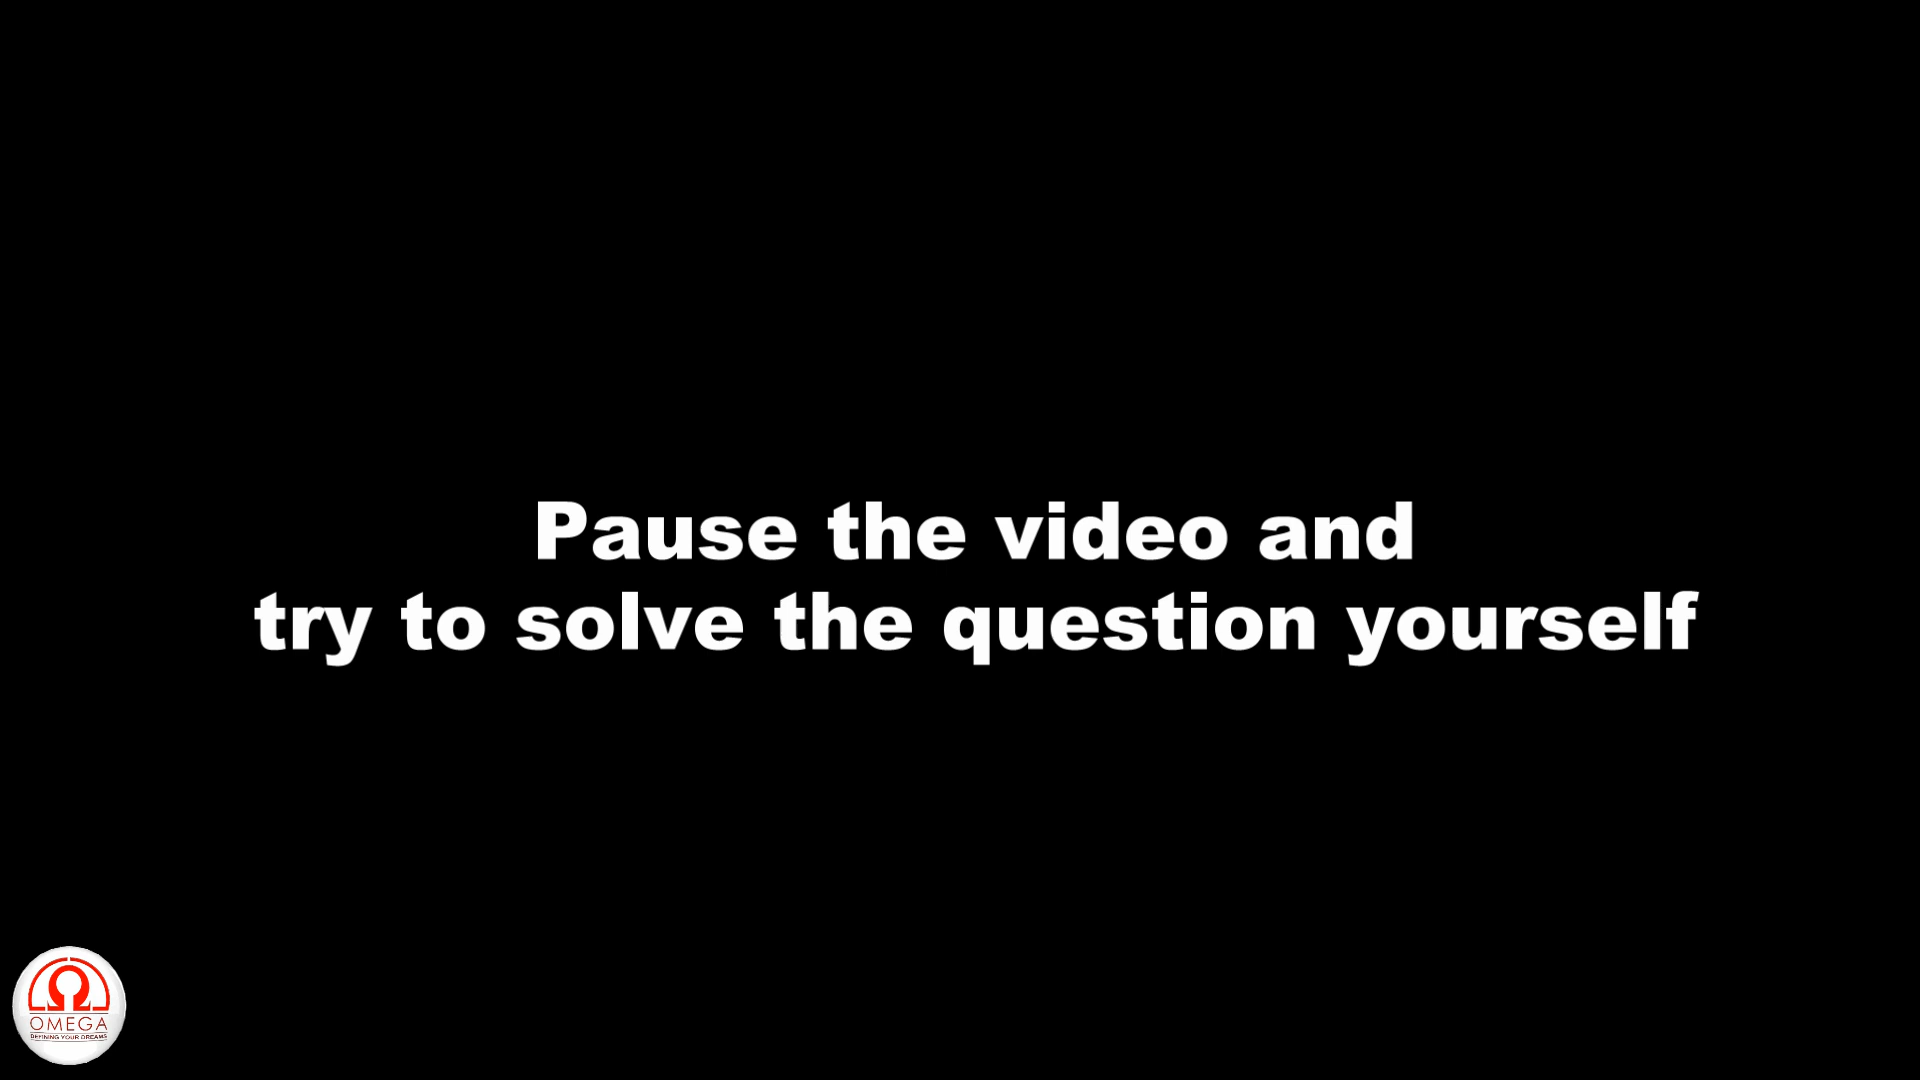 Pause the video and
try to solve the question yourself
OMEGA
DEFINING YOUR DREAMS